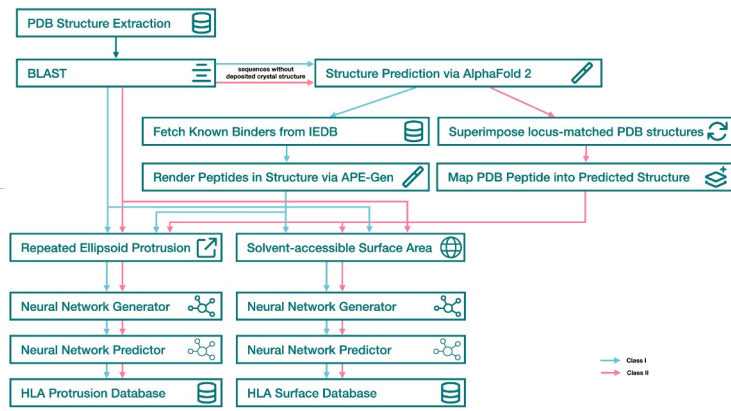 PDB Structure Extraction
BLAST
sequences without
deposited crystal structure
Structure Prediction via AlphaFold 2
Fetch Known Binders from IEDB
Superimpose locus-matched PDB structures
Render Peptides in Structure via APE-Gen
Map PDB Peptide into Predicted Structure
Repeated Ellipsoid Protrusion
Solvent-accessible Surface Area
Neural Network Generator
Neural Network Generator
Neural Network Predictor
Neural Network Predictor
HLA Protrusion Database
HLA Surface Database
Class I
Class II